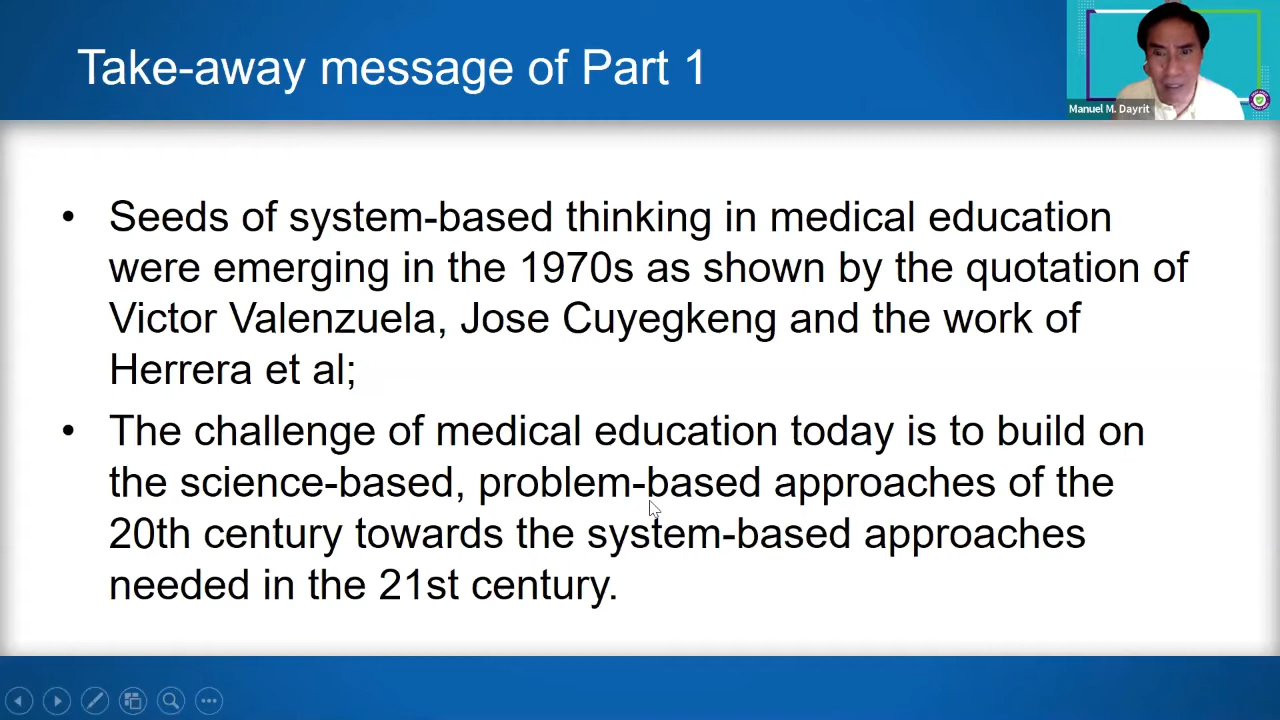 Take-away message of Part 1
Manuel M. Dayrit
• Seeds of system-based thinking in medical education
were emerging in the 1970s as shown by the quotation of
Victor Valenzuela, Jose Cuyegkeng and the work of
Herrera et al;
• The challenge of medical education today is to build on
the science-based, problem-based approaches of the
20th century towards the system-based approaches
needed in the 21st century.